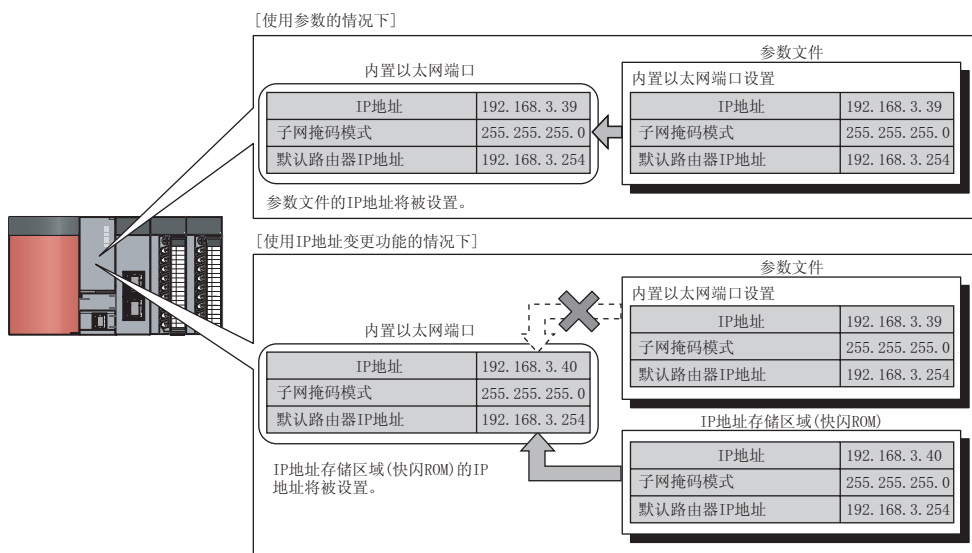 [使用参数的情况下]
参数文件
内置以太网端口
内置以太网端口设置
IP地址 192.168.3.39
子网掩码模式 255.255.255.0
默认路由器IP地址 192.168.3.254
IP地址 192.168.3.39
子网掩码模式 255.255.255.0
默认路由器IP地址 192.168.3.254
参数文件的IP地址将被设置。
[使用IP地址变更功能的情况下]
参数文件
内置以太网端口设置
IP地址 192.168.3.39
子网掩码模式 255.255.255.0
默认路由器IP地址 192.168.3.254
内置以太网端口
IP地址 192.168.3.40
子网掩码模式 255.255.255.0
默认路由器IP地址 192.168.3.254
IP地址存储区域(快闪ROM)
IP地址 192.168.3.40
子网掩码模式 255.255.255.0
默认路由器IP地址 192.168.3.254
IP地址存储区域(快闪ROM)的IP
地址将被设置。